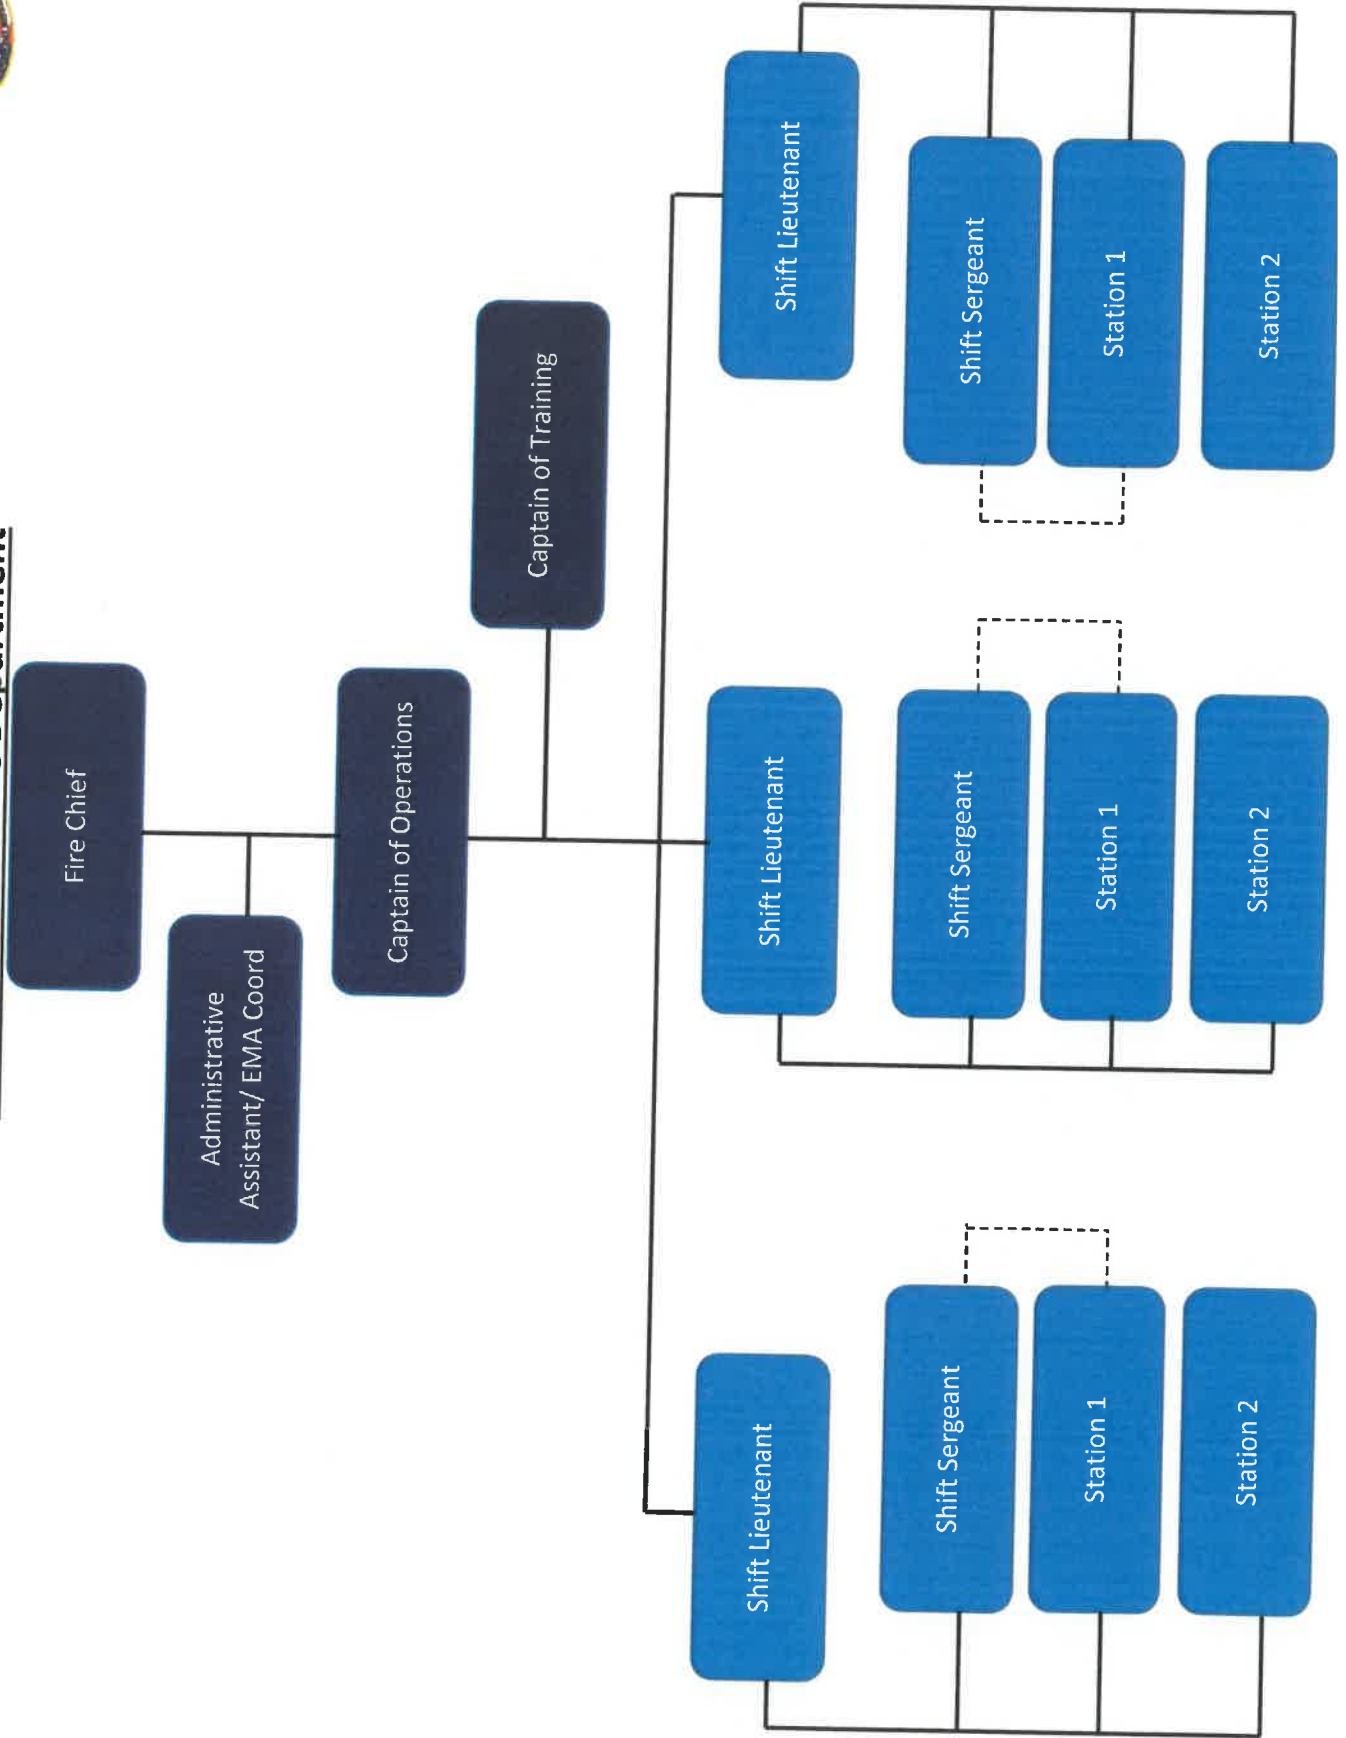 Fire Chief
Administrative
Assistant/ EMA Coord
Captain of Operations
Captain of Training
Shift Lieutenant
Shift Lieutenant
Shift Lieutenant
Shift Sergeant
Shift Sergeant
Shift Sergeant
Station 1
Station 1
Station 1
Station 2
Station 2
Station 2